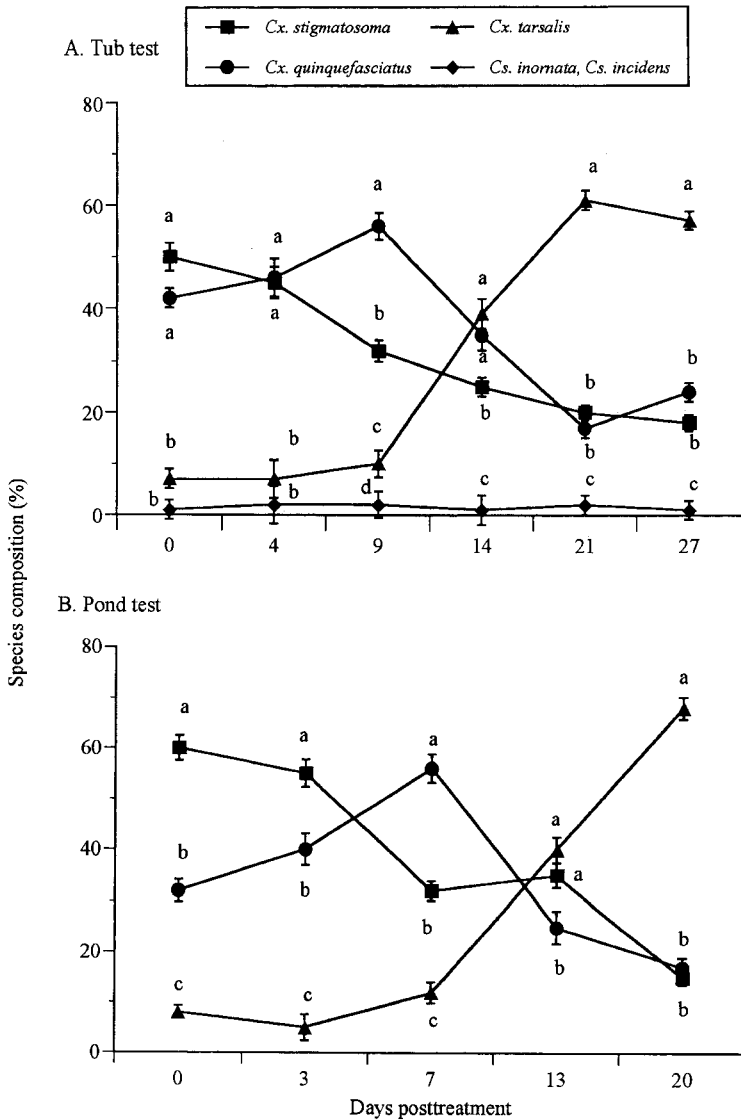 Cx. stigmatosoma Cx. tarsalis
A. Tub test
Cx. quinquefasciatus Cs. inornata, Cs. incidens
80
60
40
20
0
a a a a a a
a a b a b b
b b c b b b
b b d c c c
0 4 9 14 21 27
Species composition (%)
B. Pond test
80
60
40
20
0
a a a a a
b b b a b
c c c b b
0 3 7 13 20
Days posttreatment